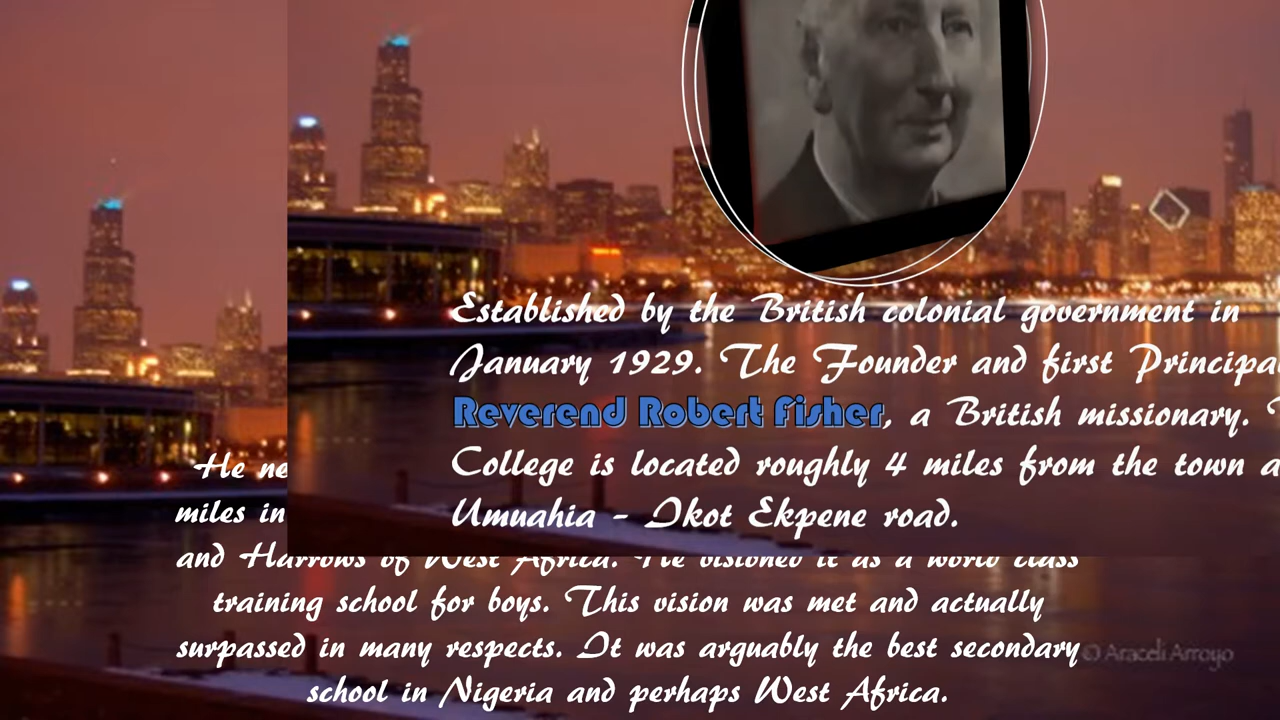 Established by the British colonial government in
January 1929. The Founder and first
Reverend Robert Fisher, a British missionary.
College is located roughly 4 miles from the town
Umuahia - Ikot Ekpene road.
He
miles in
and Harrows of West Africa. He visioned it as a world class
training school for boys. This vision was met and actually
surpassed in many respects. It was arguably the best secondary
school in Nigeria and perhaps West Africa.
© Araceli Arroyo